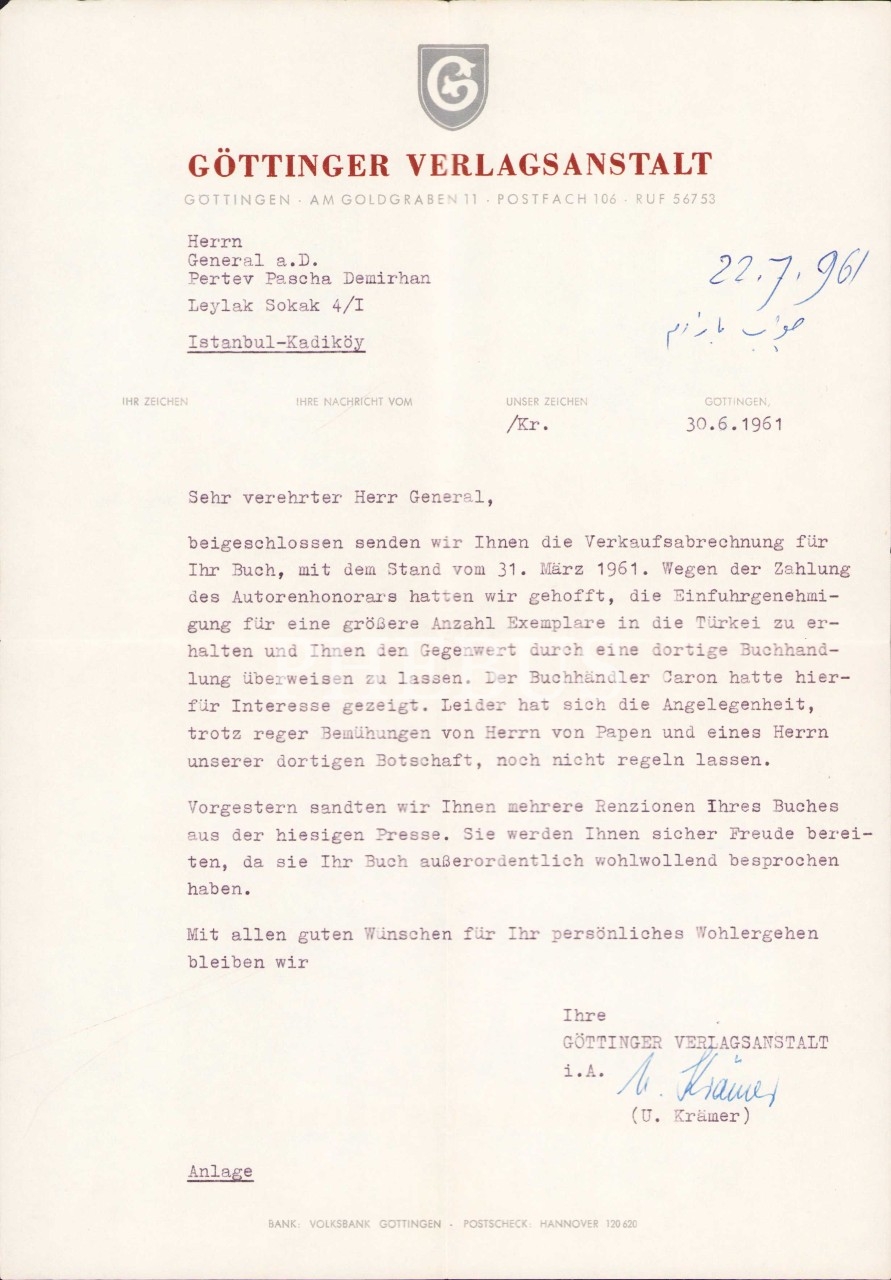 G
GÖTTINGER VERLAGSANSTALT
GÖTTINGEN · AM GOLDGRABEN 11 · POSTFACH 106 · RUF 56753
Herrn
General a.D.
Pertev Pascha Demirhan
Leylak Sokak 4/I
Istanbul-Kadiköy
22.7.961
جواب یازدم
IHR ZEICHEN IHRE NACHRICHT VOM UNSER ZEICHEN GÖTTINGEN,
/Kr. 30.6.1961
Sehr verehrter Herr General,
beigeschlossen senden wir Ihnen die Verkaufsabrechnung für
Ihr Buch, mit dem Stand vom 31. März 1961. Wegen der Zahlung
des Autorenhonorars hatten wir gehofft, die Einfuhrgenehmi-
gung für eine größere Anzahl Exemplare in die Türkei zu er-
halten und Ihnen den Gegenwert durch eine dortige Buchhand-
lung überweisen zu lassen. Der Buchhändler Caron hatte hier-
für Interesse gezeigt. Leider hat sich die Angelegenheit,
trotz reger Bemühungen von Herrn von Papen und eines Herrn
unserer dortigen Botschaft, noch nicht regeln lassen.
Vorgestern sandten wir Ihnen mehrere Renzionen Ihres Buches
aus der hiesigen Presse. Sie werden Ihnen sicher Freude berei-
ten, da sie Ihr Buch außerordentlich wohlwollend besprochen
haben.
Mit allen guten Wünschen für Ihr persönliches Wohlergehen
bleiben wir
Ihre
GÖTTINGER VERLAGSANSTALT
i.A. U. Krämer
(U. Krämer)
Anlage
BANK: VOLKSBANK GÖTTINGEN - POSTSCHECK: HANNOVER 120620